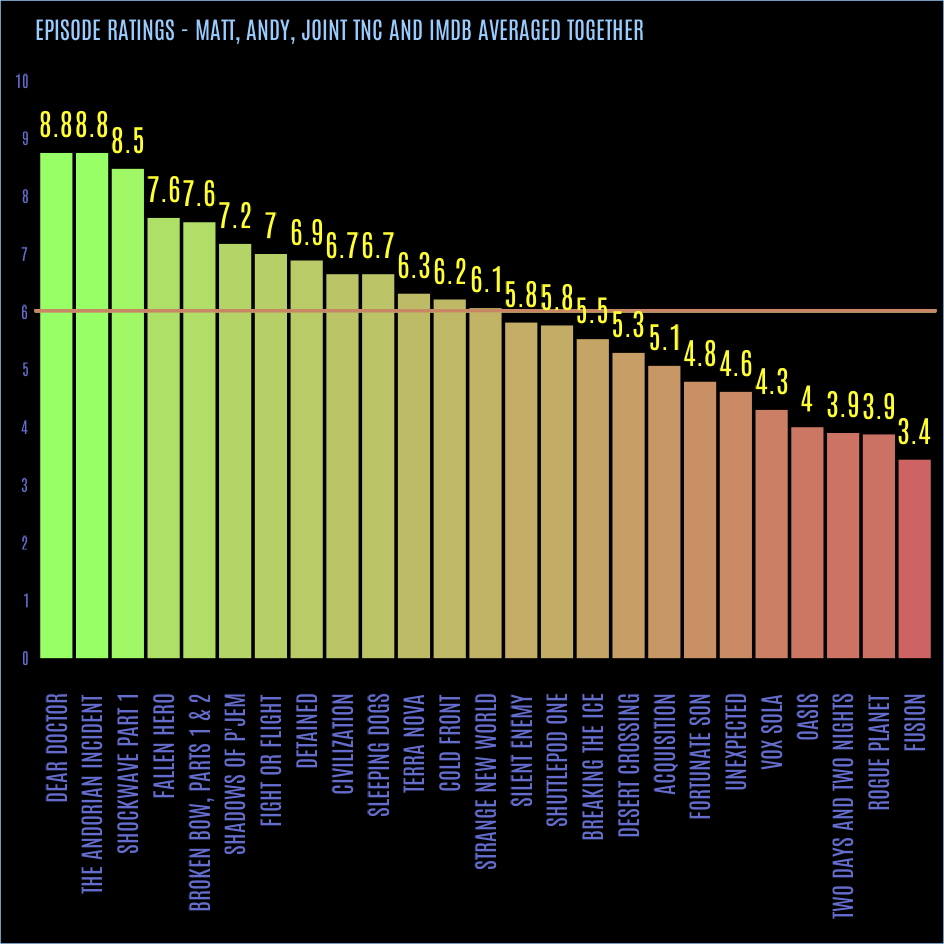 EPISODE RATINGS - MATT, ANDY, JOINT TNC AND IMDB AVERAGED TOGETHER
10
9
8
7
6
5
4
3
2
1
0
8.8
8.8
8.5
7.6
7.6
7.2
7
6.9
6.7
6.7
6.3
6.2
6.1
5.8
5.8
5.5
5.3
5.1
4.8
4.6
4.3
4
3.9
3.9
3.4
DEAR DOCTOR
THE ANDORIAN INCIDENT
SHOCKWAVE PART 1
FALLEN HERO
BROKEN BOW, PARTS 1 & 2
SHADOWS OF P'JEM
FIGHT OR FLIGHT
DETAINED
CIVILIZATION
SLEEPING DOGS
TERRA NOVA
COLD FRONT
STRANGE NEW WORLD
SILENT ENEMY
SHUTTLEPOD ONE
BREAKING THE ICE
DESERT CROSSING
ACQUISITION
FORTUNATE SON
UNEXPECTED
VOX SOLA
OASIS
TWO DAYS AND TWO NIGHTS
ROGUE PLANET
FUSION